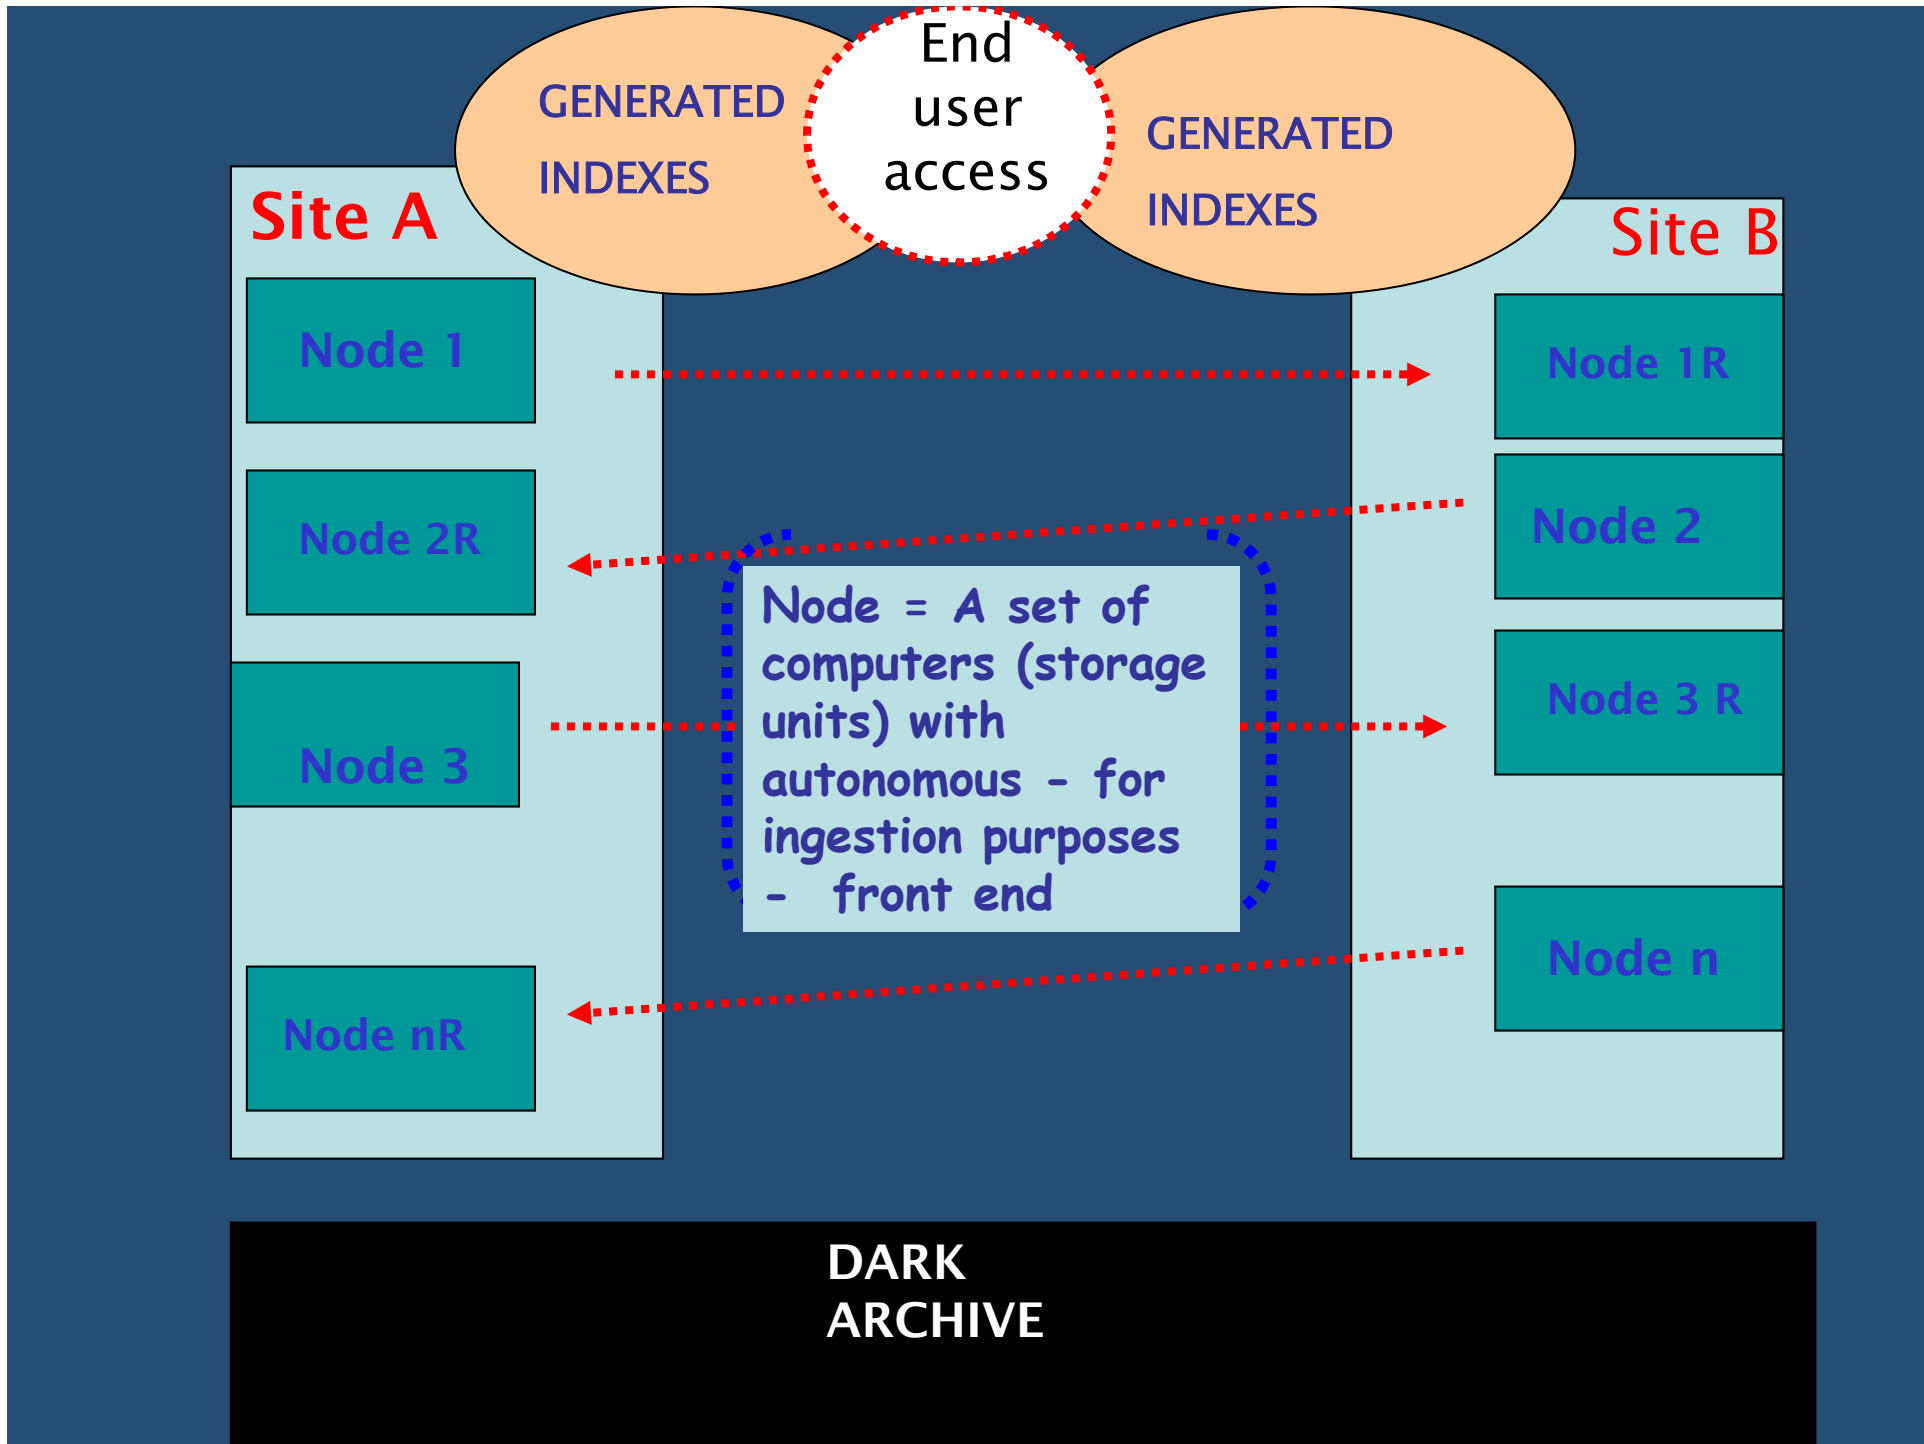 End
user
access
GENERATED
INDEXES
GENERATED
INDEXES
Site A
Site B
Node 1
Node 1R
Node 2R
Node 2
Node = A set of
computers (storage
units) with
autonomous - for
ingestion purposes
- front end
Node 3
Node 3 R
Node n
Node nR
DARK
ARCHIVE